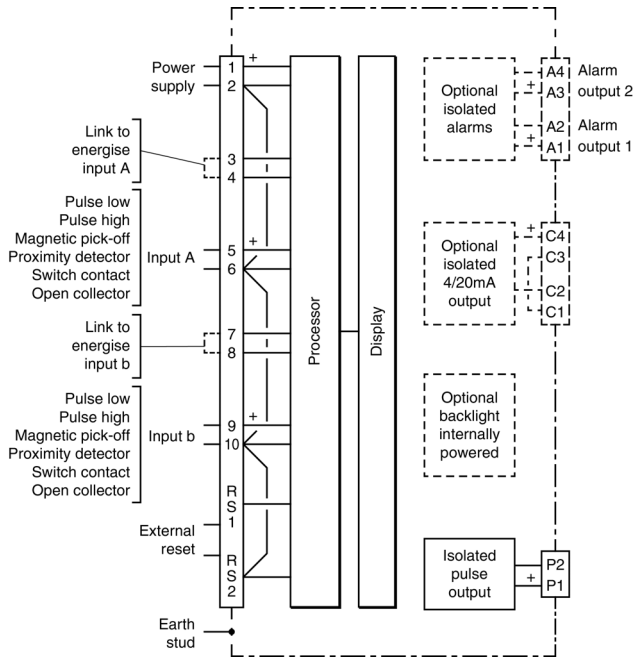 Power
supply
1
+
2
Link to
energise
input A
3
4
Pulse low
Pulse high
Magnetic pick-off
Proximity detector
Switch contact
Open collector
Input A
5
+
6
Link to
energise
input b
7
8
Pulse low
Pulse high
Magnetic pick-off
Proximity detector
Switch contact
Open collector
Input b
9
+
10
External
reset
R
S
1
R
S
2
Earth
stud
Processor
Display
Optional
isolated
alarms
A4
+
A3
Alarm
output 2
A2
+
A1
Alarm
output 1
Optional
isolated
4/20mA
output
+
C4
C3
C2
C1
Optional
backlight
internally
powered
Isolated
pulse
output
P2
+
P1